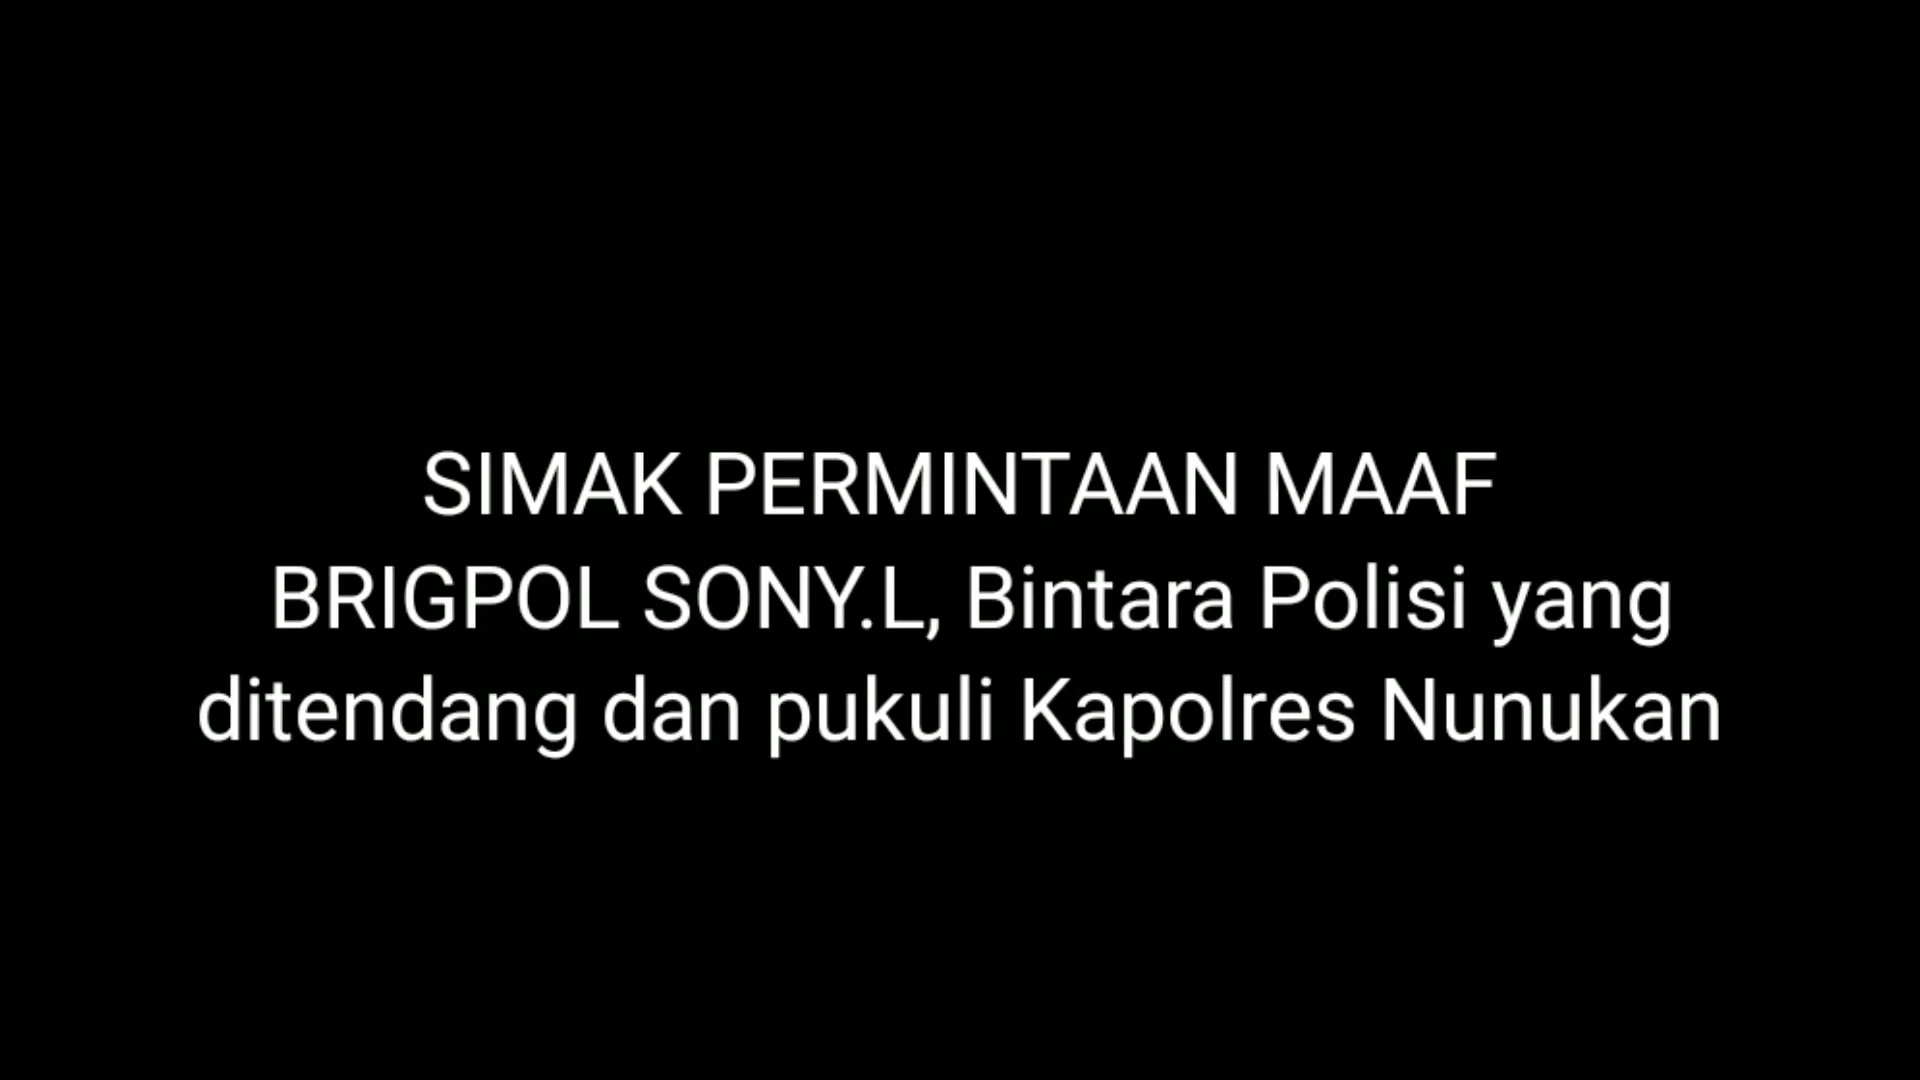 SIMAK PERMINTAAN MAAF
BRIGPOL SONY.L, Bintara Polisi yang
ditendang dan pukuli Kapolres Nunukan